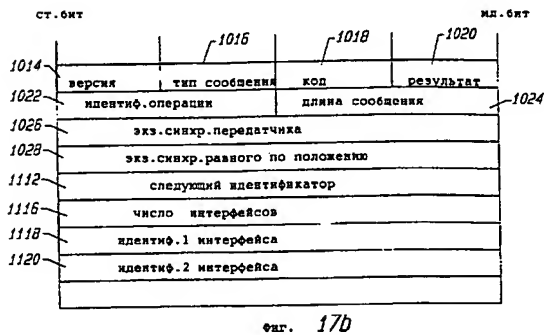 ст.бит мл.бит
1016 1018 1020
1014 версия тип сообщения код результат
1022 идентиф.операции длина сообщения 1024
1026 экз.синхр.передатчика
1028 экз.синхр.равного по положению
1112 следующий идентификатор
1116 число интерфейсов
1118 идентиф.1 интерфейса
1120 идентиф.2 интерфейса
фиг. 17b